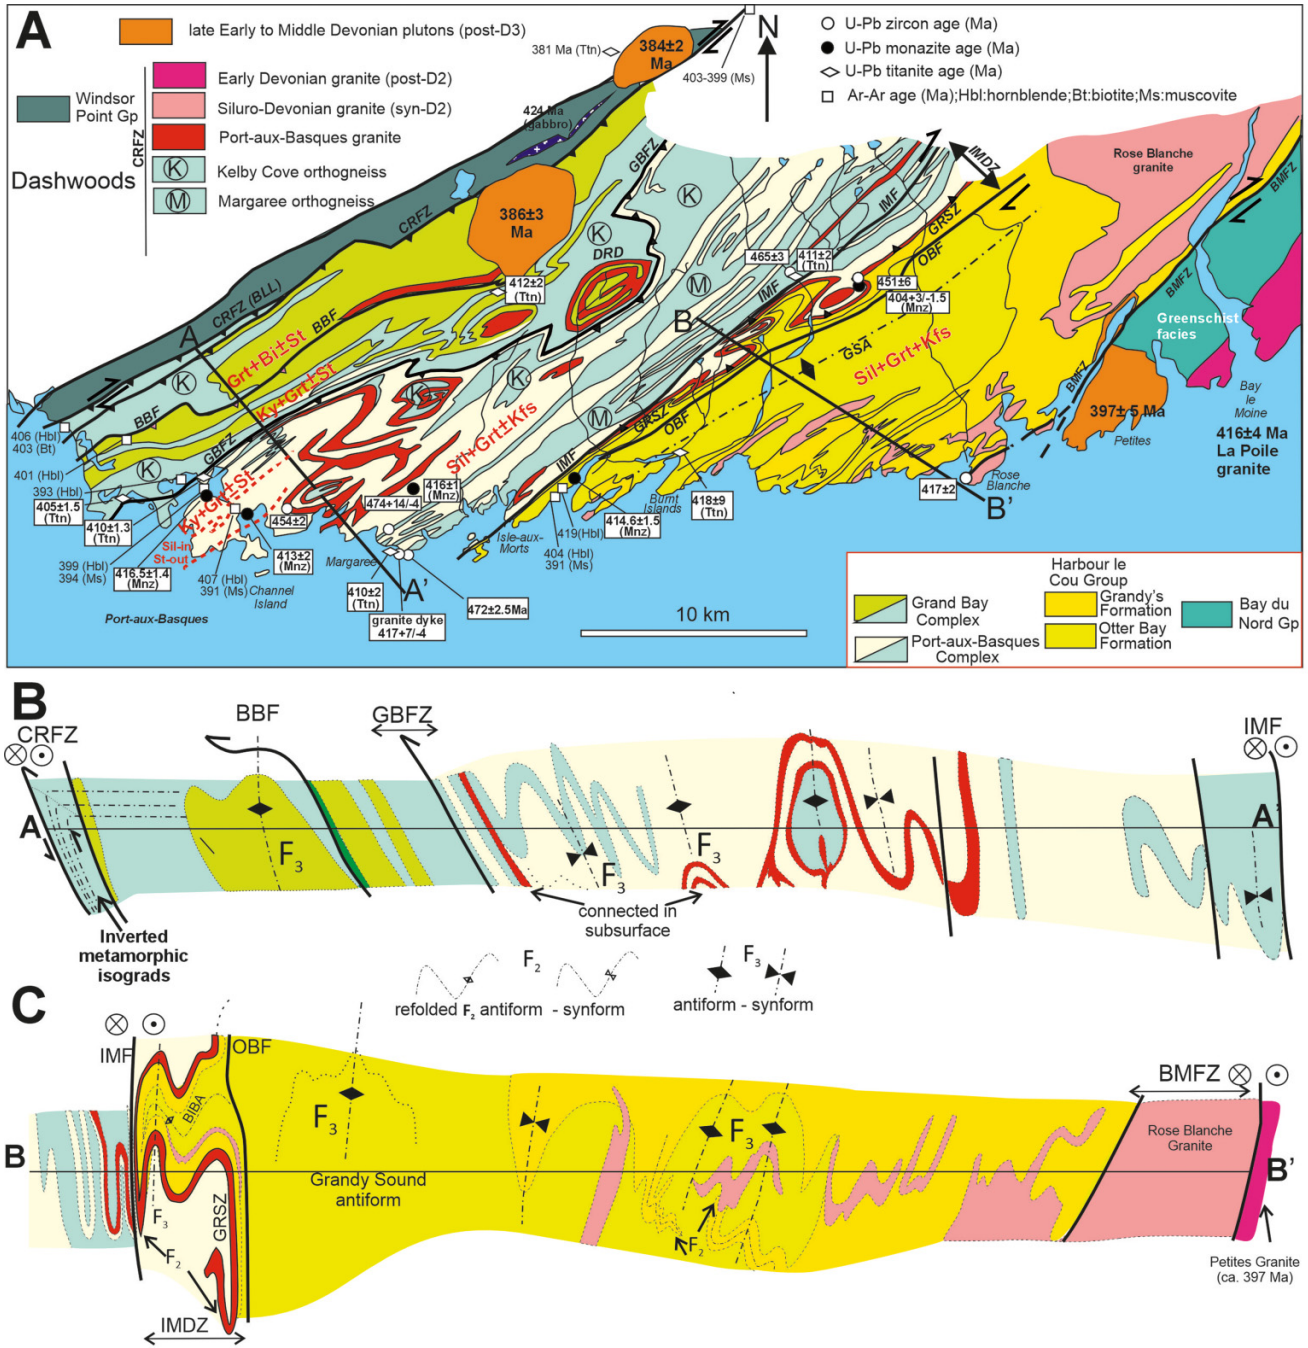 A
late Early to Middle Devonian plutons (post-D3)
Early Devonian granite (post-D2)
Siluro-Devonian granite (syn-D2)
Port-aux-Basques granite
Kelby Cove orthogneiss
Margaree orthogneiss
K
M
CRFZ
Windsor
Point Gp
Dashwoods
381 Ma (Ttn)
384±2
Ma
403-399 (Ms)
N
U-Pb zircon age (Ma)
U-Pb monazite age (Ma)
U-Pb titanite age (Ma)
Ar-Ar age (Ma);Hbl:hornblende;Bt:biotite;Ms:muscovite
424 Ma
(gabbro)
386±3
Ma
CRFZ
CRFZ (BLL)
GBFZ
K
K
DRD
M
IMDZ
IMF
GRSZ
OBF
Rose Blanche
granite
BMFZ
BMFZ
Greenschist
facies
465±3
411±2
(Ttn)
412±2
(Ttn)
IMF
451±6
404+3/-1.5
(Mnz)
BBF
A
B
GSA
Grt+Bi±St
Ky+Grt±St
Sil+Grt+Kfs
Sil+Grt+Kfs
K
K
K
M
GRSZ
OBF
BMFZ
397± 5 Ma
Petites
Bay
le
Moine
416±4 Ma
La Poile
granite
BBF
GBFZ
K
IMF
406 (Hbl)
403 (Bt)
401 (Hbl)
393 (Hbl)
405±1.5
(Ttn)
410±1.3
(Ttn)
Ky+Grt±St
Sil-in
St-out
399 (Hbl)
394 (Ms)
416.5±1.4
(Mnz)
407 (Hbl)
391 (Ms)
454±2
413±2
(Mnz)
Channel
Island
474+14/-4
416±1
(Mnz)
Margaree
410±2
(Ttn)
A'
granite dyke
417+7/-4
472±2.5Ma
Isle-aux-
Morts
419(Hbl)
404 (Hbl)
391 (Ms)
414.6±1.5
(Mnz)
Burnt
Islands
418±9
(Ttn)
417±2
Rose
Blanche
B'
Port-aux-Basques
10 km
Grand Bay
Complex
Port-aux-Basques
Complex
Harbour le
Cou Group
Grandy's
Formation
Otter Bay
Formation
Bay du
Nord Gp
B
CRFZ
BBF
GBFZ
IMF
A
A'
F3
F3
F3
connected in
subsurface
Inverted
metamorphic
isograds
F2
refolded F2 antiform - synform
F3
antiform - synform
C
IMF
OBF
BIBA
F3
Grandy Sound
antiform
F3
BMFZ
Rose Blanche
Granite
B
B'
F3
F2
GRSZ
F2
IMDZ
Petites Granite
(ca. 397 Ma)